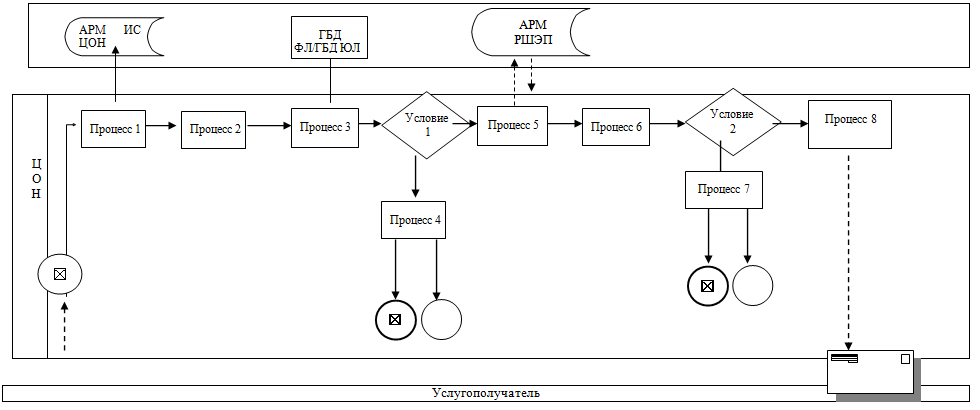 АРМ ИС
ЦОН
ГБД
ФЛ/ГБД ЮЛ
АРМ
РШЭП
ЦОН
Процесс 1
Процесс 2
Процесс 3
Условие
1
Процесс 5
Процесс 6
Условие
2
Процесс 8
Процесс 4
Процесс 7
Услугополучатель